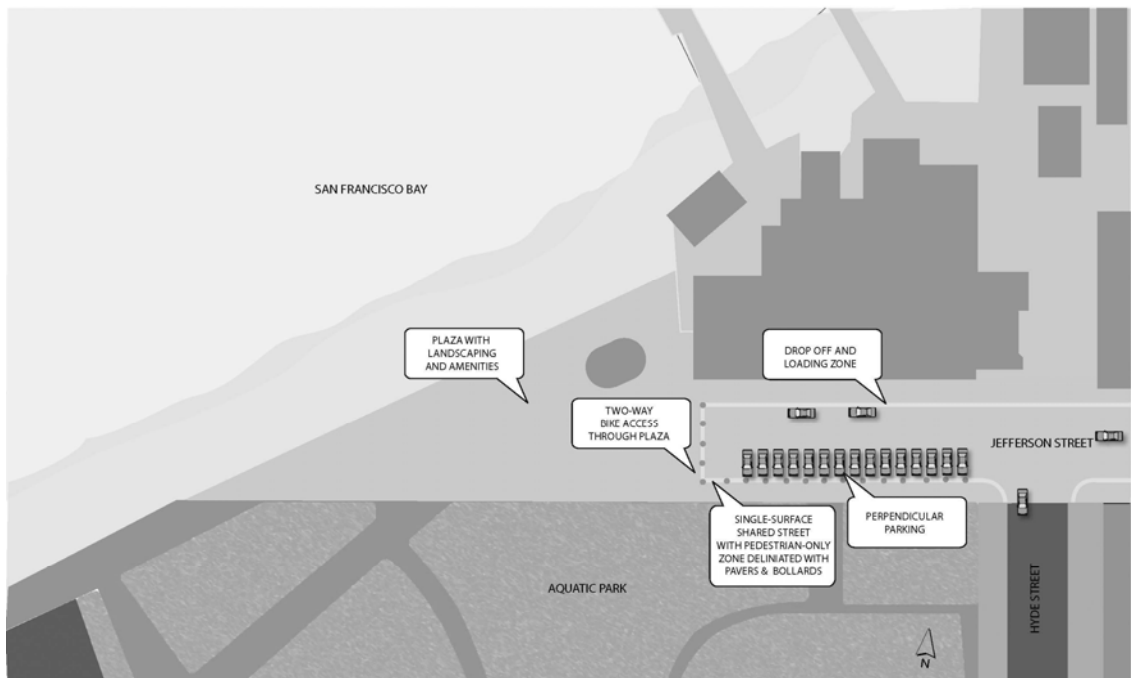 SAN FRANCISCO BAY
PLAZA WITH
LANDSCAPING
AND AMENITIES
DROP OFF AND
LOADING ZONE
TWO-WAY
BIKE ACCESS
THROUGH PLAZA
JEFFERSON STREET
SINGLE-SURFACE
SHARED STREET
WITH PEDESTRIAN-ONLY
ZONE DELINIATED WITH
PAVERS & BOLLARDS
PERPENDICULAR
PARKING
AQUATIC PARK
HYDE STREET
N